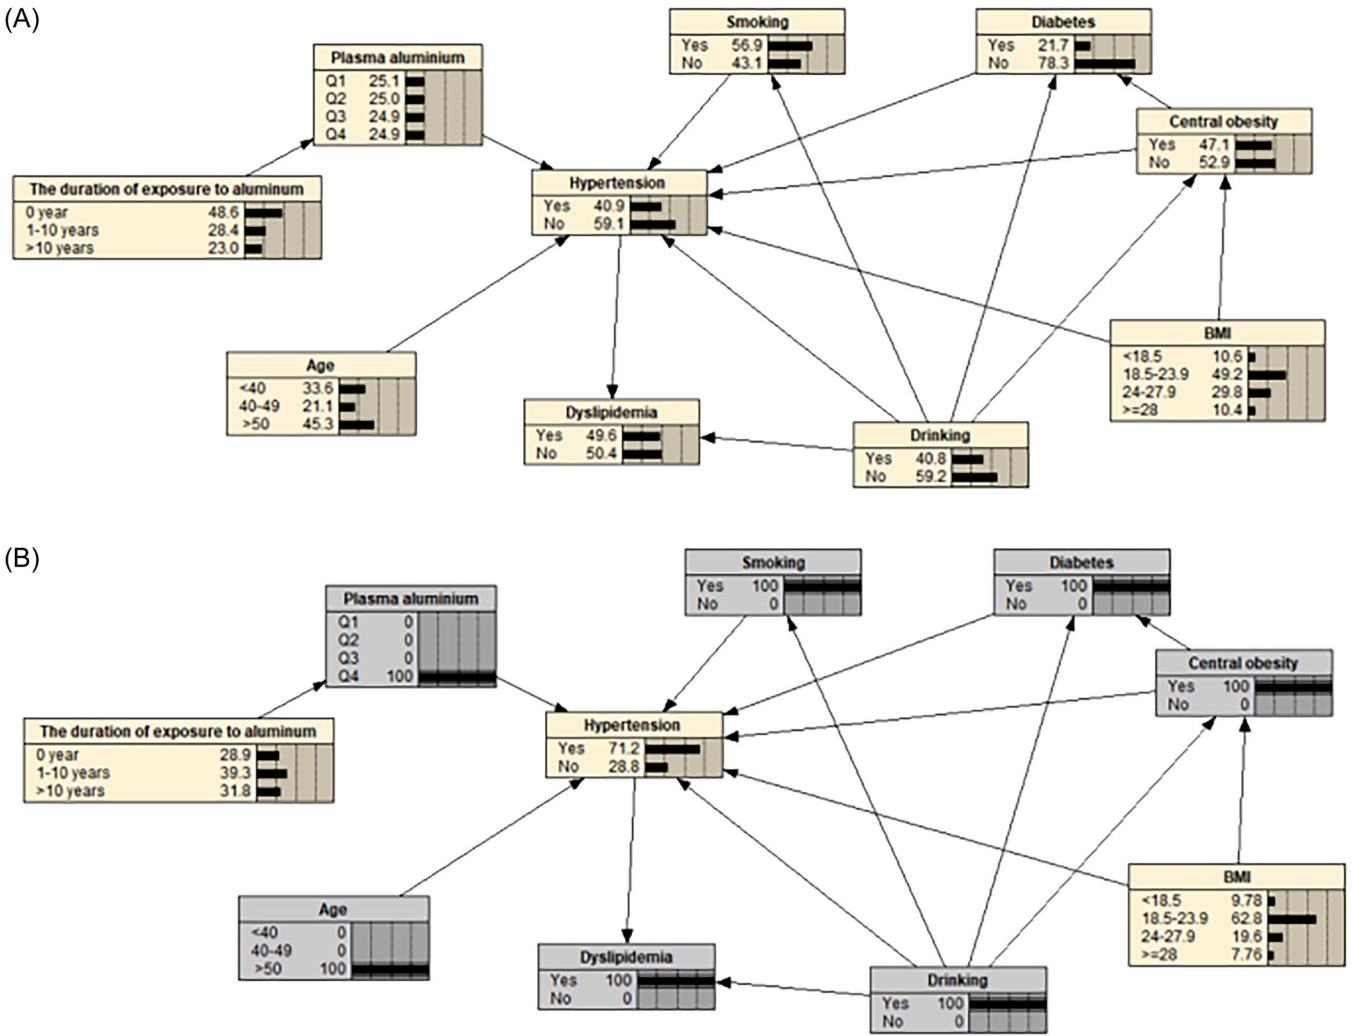 (A)
Smoking
Yes 56.9
No 43.1
Diabetes
Yes 21.7
No 78.3
Plasma aluminium
Q1 25.1
Q2 25.0
Q3 24.9
Q4 24.9
Central obesity
Yes 47.1
No 52.9
The duration of exposure to aluminum
0 year 48.6
1-10 years 28.4
>10 years 23.0
Hypertension
Yes 40.9
No 59.1
BMI
<18.5 10.6
18.5-23.9 49.2
24-27.9 29.8
>=28 10.4
Age
<40 33.6
40-49 21.1
>50 45.3
Dyslipidemia
Yes 49.6
No 50.4
Drinking
Yes 40.8
No 59.2
(B)
Smoking
Yes 100
No 0
Diabetes
Yes 100
No 0
Plasma aluminium
Q1 0
Q2 0
Q3 0
Q4 100
Central obesity
Yes 100
No 0
The duration of exposure to aluminum
0 year 28.9
1-10 years 39.3
>10 years 31.8
Hypertension
Yes 71.2
No 28.8
BMI
<18.5 9.78
18.5-23.9 62.8
24-27.9 19.6
>=28 7.76
Age
<40 0
40-49 0
>50 100
Dyslipidemia
Yes 100
No 0
Drinking
Yes 100
No 0